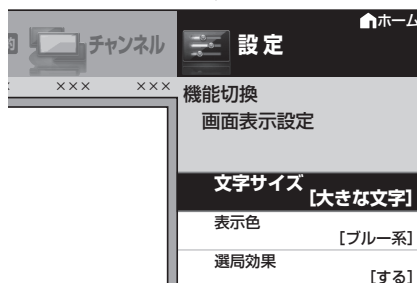 ホーム
的 チャンネル 設定
××× ×××
機能切換
画面表示設定
文字サイズ
[大きな文字]
表示色
[ブルー系]
選局効果
[する]